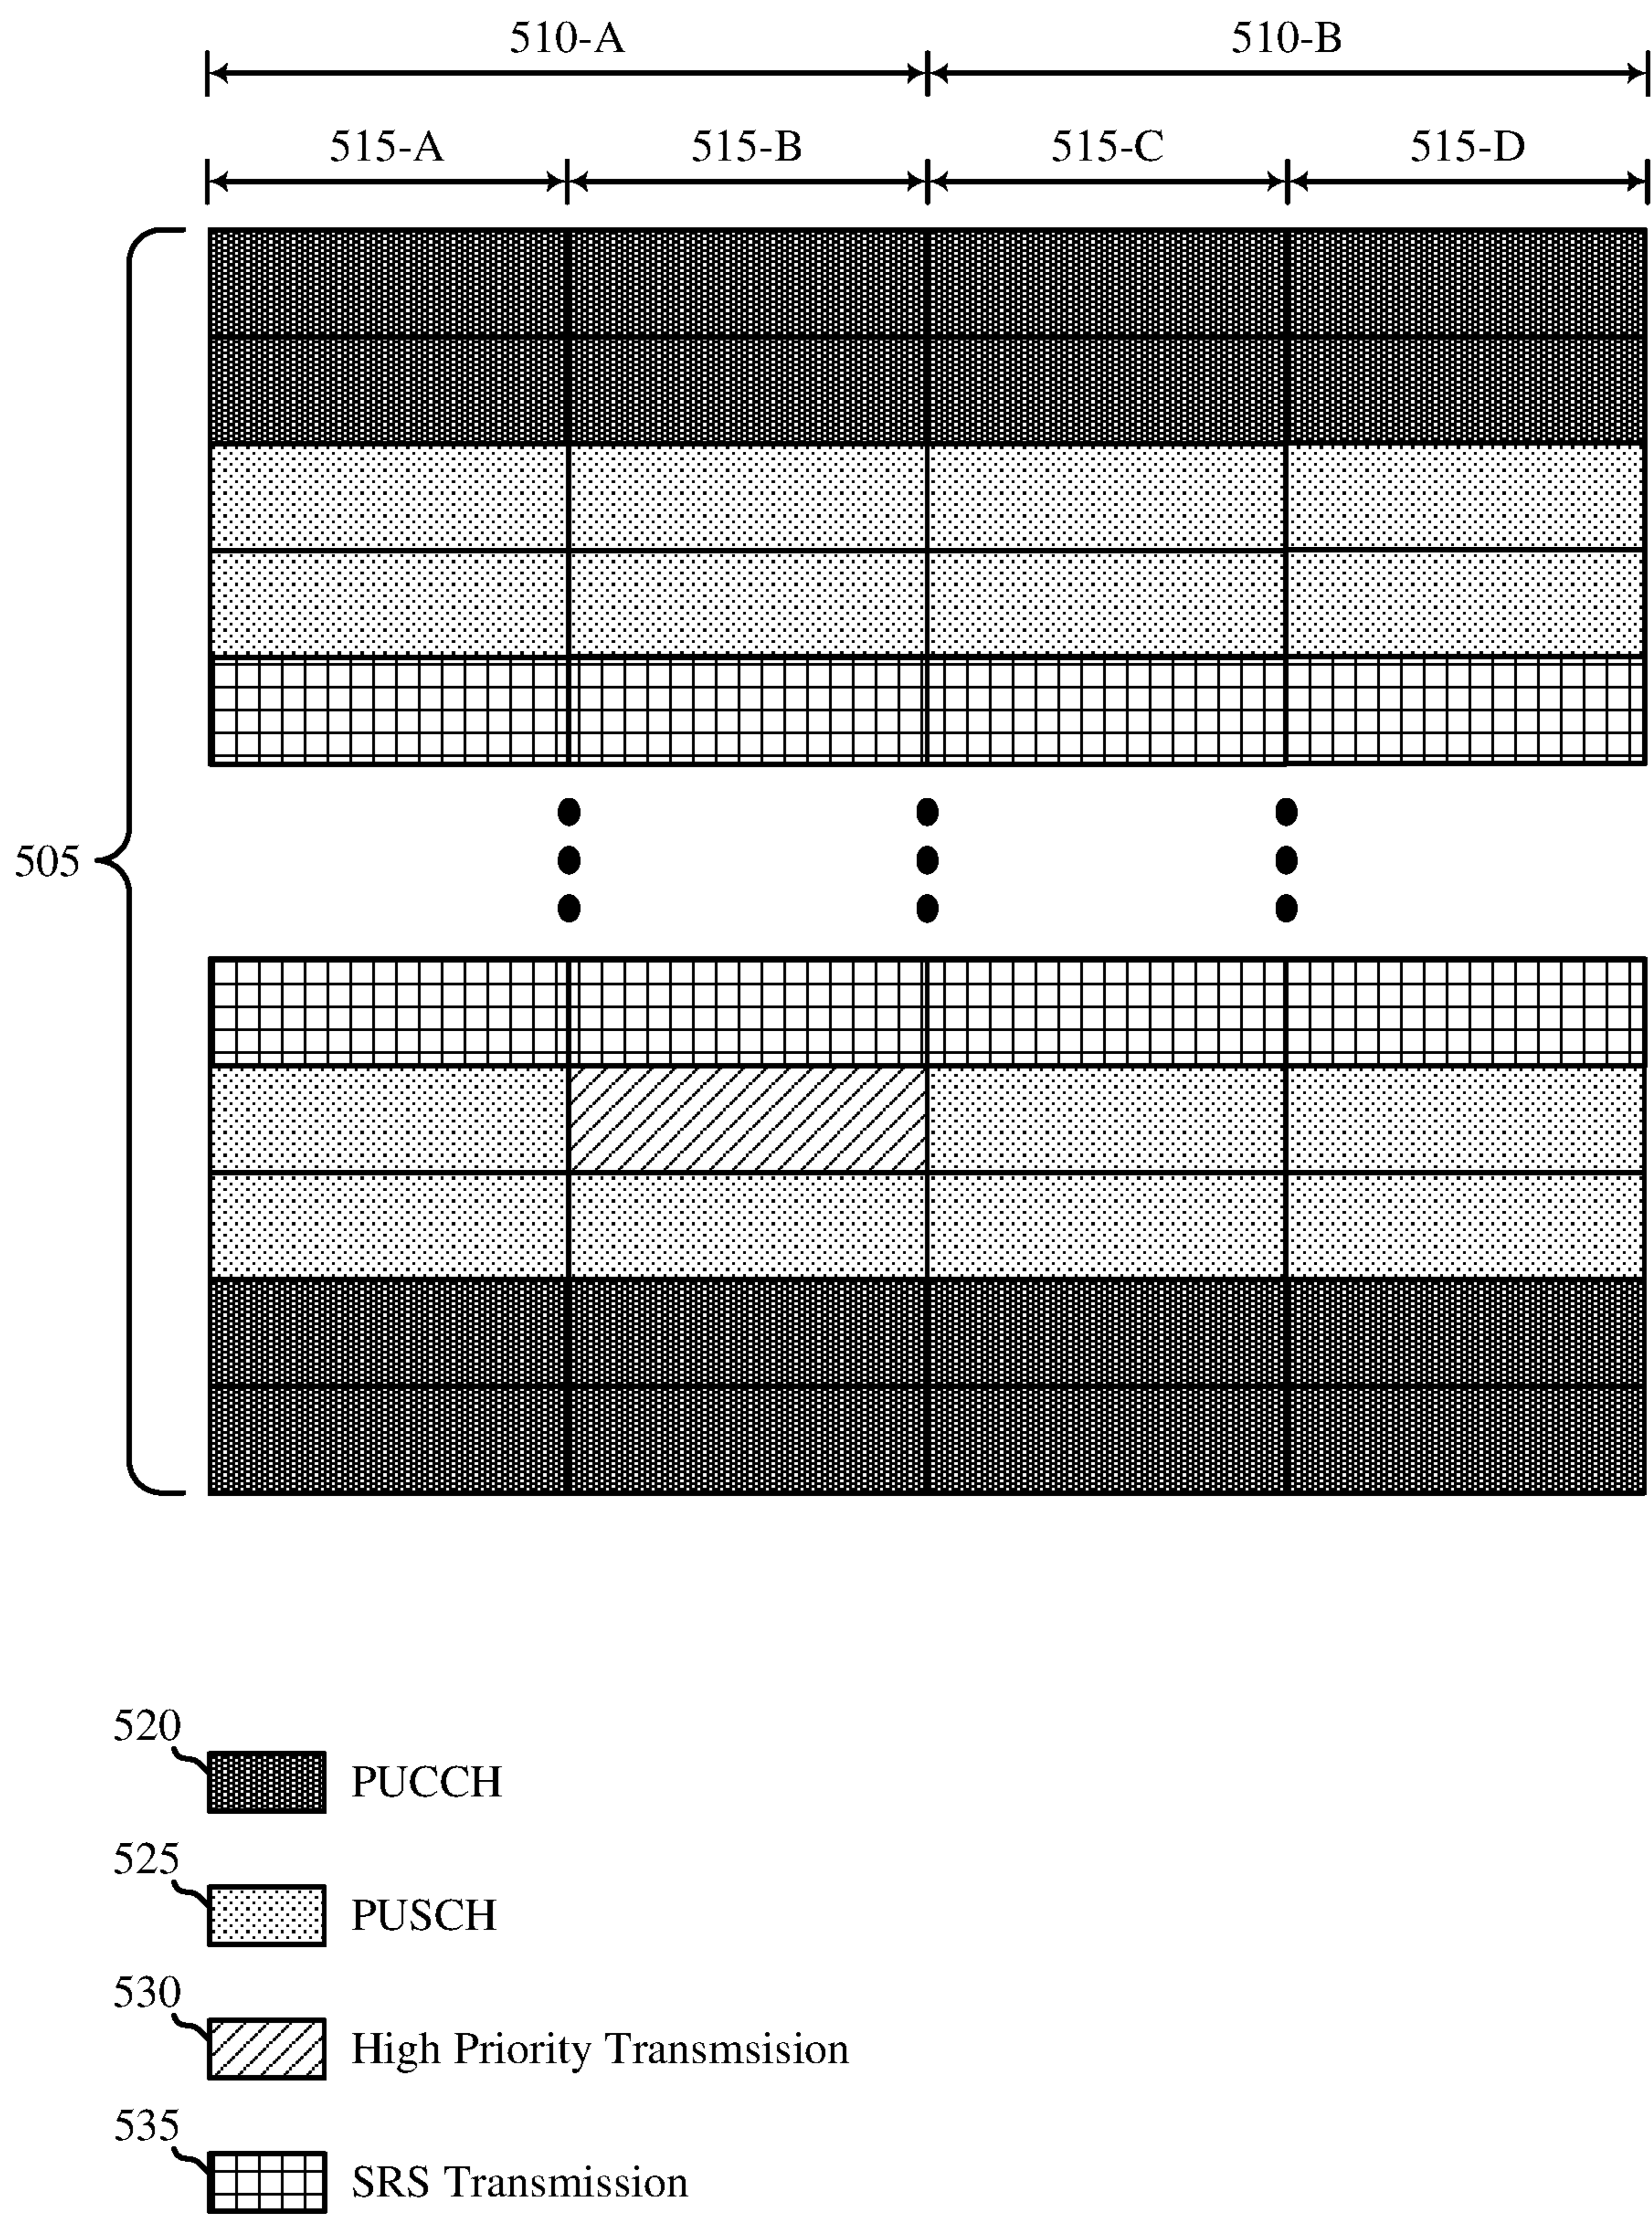 510-A 510-B
515-A 515-B 515-C 515-D
505
520
PUCCH
525
PUSCH
530
High Priority Transmsision
535
SRS Transmission